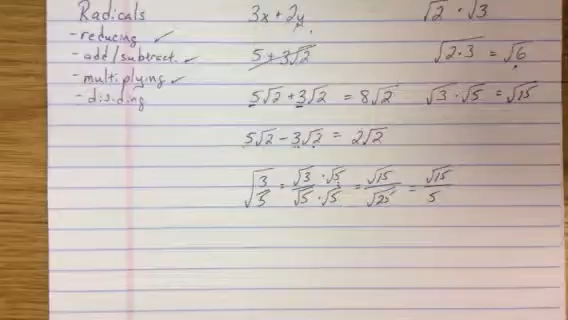 Radicals
- reducing ✓
- add/subtract. ✓
- multiplying ✓
- dividing
3x + 2y
5 + 3√2
5√2 + 3√2 = 8√2
5√2 - 3√2 = 2√2
√2 · √3
√2·3 = √6
√3 · √5 = √15
√3/5 = √3 · √5 / √5 · √5 = √15 / √25 = √15 / 5